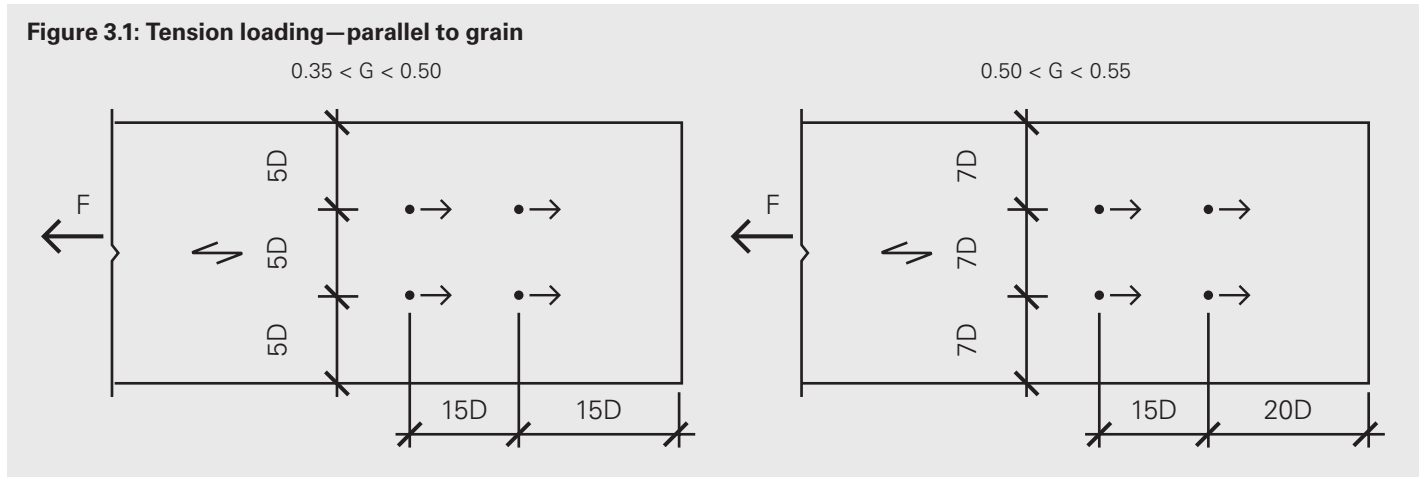 Figure 3.1: Tension loading—parallel to grain
0.35 < G < 0.50
5D
F
5D
5D
15D
15D
0.50 < G < 0.55
7D
F
7D
7D
15D
20D